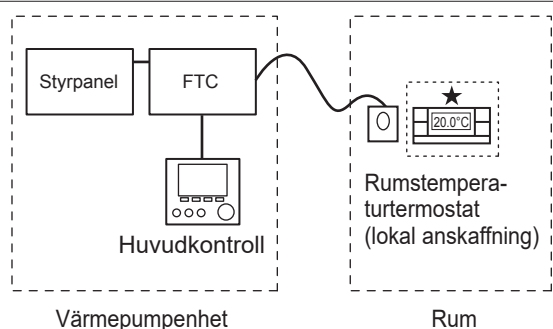 Styrpanel
FTC
20.0°C
Rumstempera-
turtermostat
(lokal anskaffning)
Huvudkontroll
Värmepumpenhet
Rum